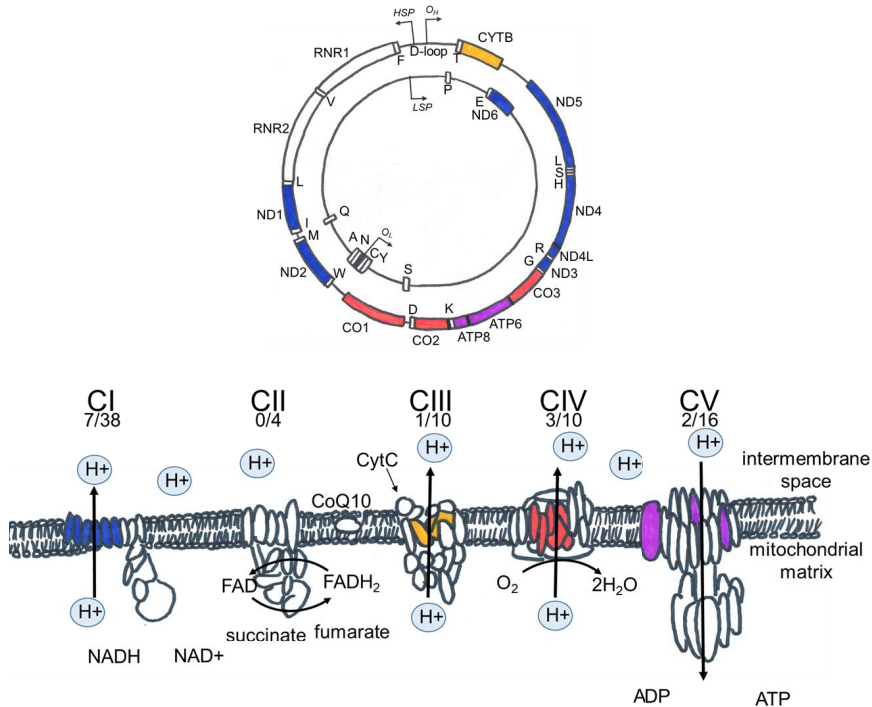 HSP
OH
CYTB
RNR1
D-loop
F
T
P
V
LSP
E
ND6
ND5
RNR2
L
S
H
L
ND1
Q
I
M
ND4
A
N
OL
C
Y
R
ND4L
ND2
W
S
G
ND3
CO3
D
K
CO1
CO2
ATP8
ATP6
CI
7/38
CII
0/4
CIII
1/10
CIV
3/10
CV
2/16
H+
H+
H+
H+
H+
H+
H+
intermembrane
space
CytC
CoQ10
mitochondrial
matrix
FAD
FADH2
O2
2H2O
H+
H+
H+
succinate
fumarate
NADH
NAD+
ADP
ATP